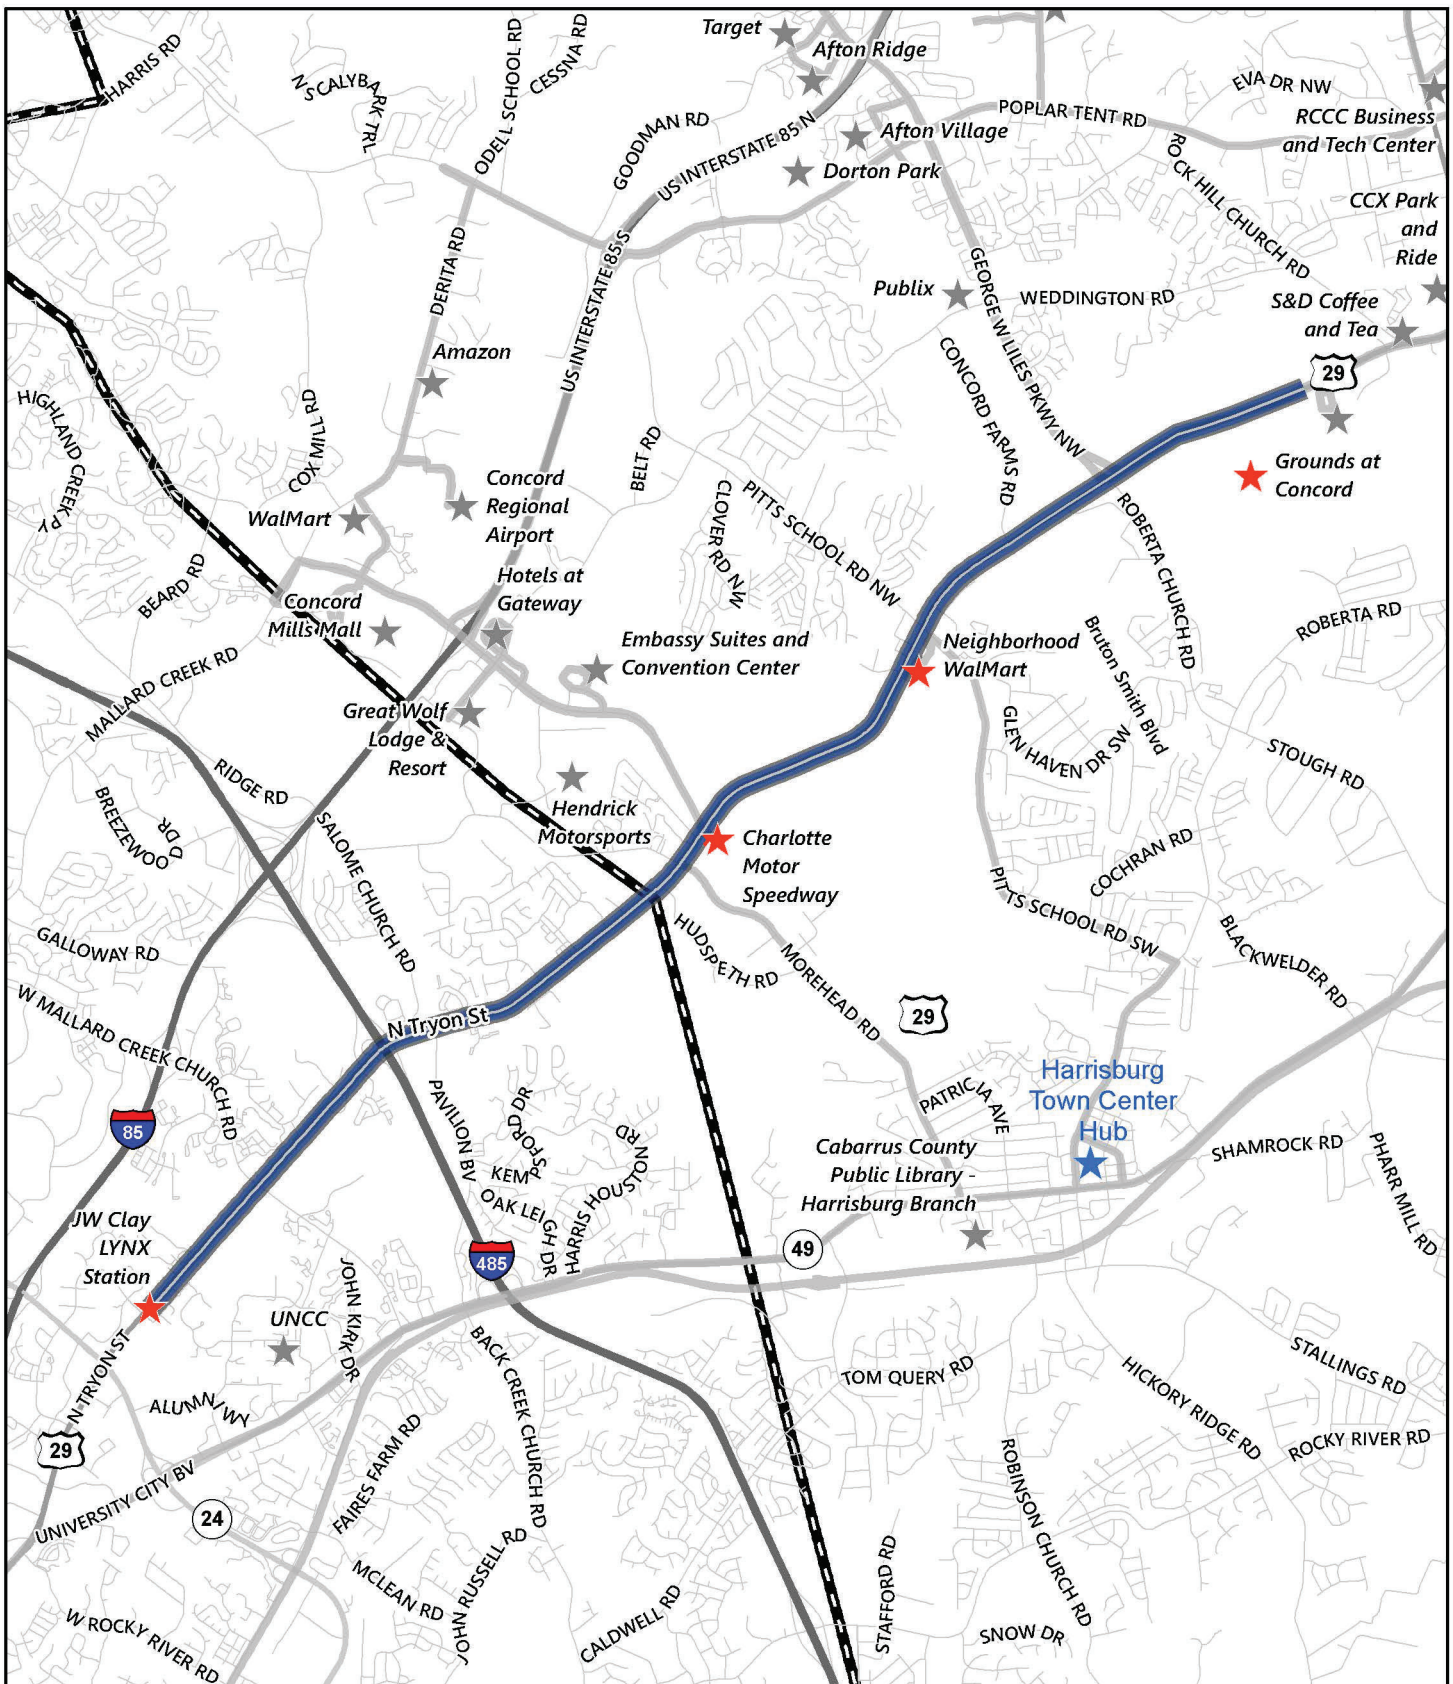 Target
Afton Ridge
HARRIS RD
N SCALYBARK TRL
ODELL SCHOOL RD
CESSNA RD
GOODMAN RD
US INTERSTATE 85 N
Afton Village
Dorton Park
POPLAR TENT RD
EVA DR NW
RCCC Business
and Tech Center
ROCK HILL CHURCH RD
CCX Park
and
Ride
DERITA RD
US INTERSTATE 85 S
Publix
GEORGE W LILES PKWY NW
WEDDINGTON RD
S&D Coffee
and Tea
29
Amazon
CONCORD FARMS RD
HIGHLAND CREEK PY
COX MILL RD
BELT RD
Concord
Regional
Airport
WalMart
CLOVER RD NW
PITTS SCHOOL RD NW
Grounds at
Concord
ROBERTA CHURCH RD
BEARD RD
Hotels at
Gateway
Concord
Mills Mall
Embassy Suites and
Convention Center
Neighborhood
WalMart
Bruton Smith Blvd
ROBERTA RD
MALLARD CREEK RD
Great Wolf
Lodge &
Resort
GLEN HAVEN DR SW
STOUGH RD
RIDGE RD
BREEZEWOOD DR
Hendrick
Motorsports
SALOME CHURCH RD
Charlotte
Motor
Speedway
COCHRAN RD
PITTS SCHOOL RD SW
GALLOWAY RD
HUDSPETH RD
MOREHEAD RD
BLACKWELDER RD
W MALLARD CREEK CHURCH RD
N Tryon St
29
Harrisburg
Town Center
Hub
PATRICIA AVE
85
PAVILION BV
KEMPSFORD DR
OAK LEIGH DR
HARRIS HOUSTON RD
Cabarrus County
Public Library -
Harrisburg Branch
SHAMROCK RD
PHARR MILL RD
JW Clay
LYNX
Station
485
49
JOHN KIRK DR
UNCC
N TRYON ST
BACK CREEK CHURCH RD
TOM QUERY RD
HICKORY RIDGE RD
STALLINGS RD
ALUMNI WY
29
FAIRES FARM RD
ROBINSON CHURCH RD
ROCKY RIVER RD
UNIVERSITY CITY BV
24
MCLEAN RD
JOHN RUSSELL RD
CALDWELL RD
STAFFORD RD
SNOW DR
W ROCKY RIVER RD